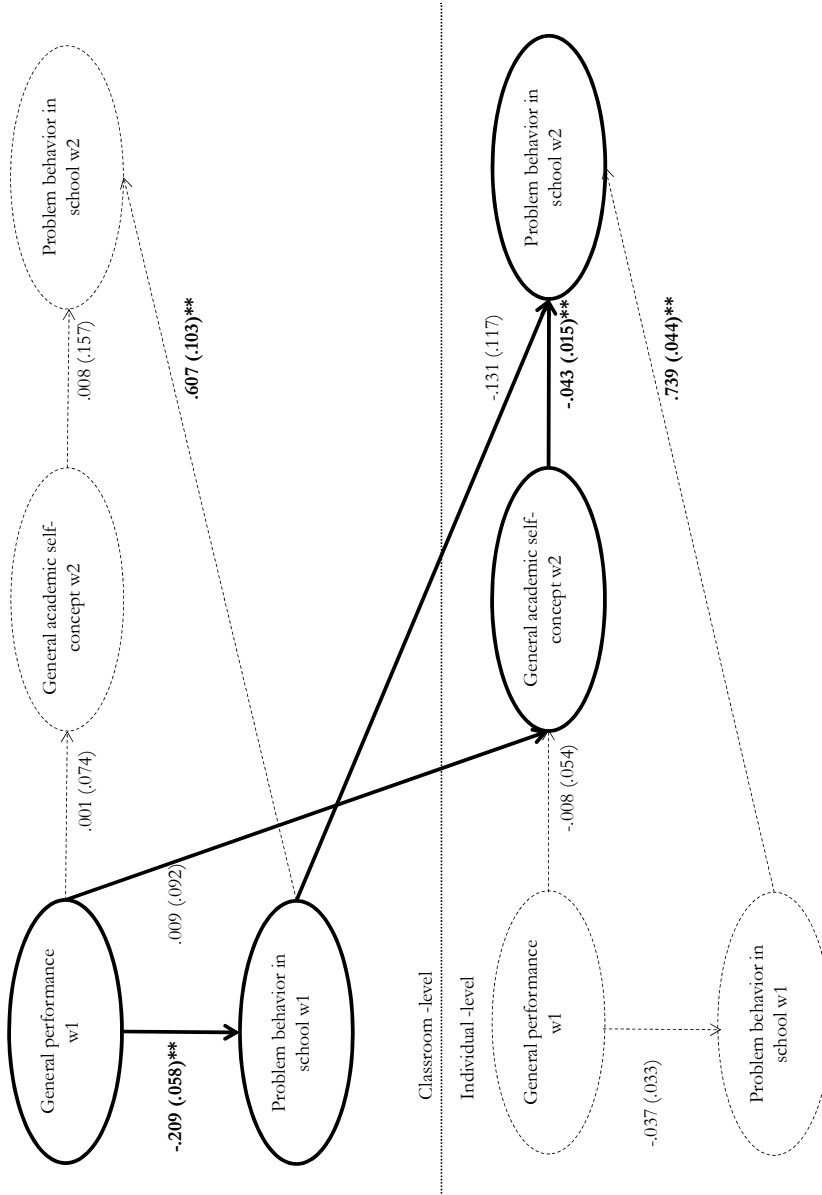 General performance
w1
.001 (.074)
General academic self-
concept w2
.008 (.157)
Problem behavior in
school w2
-.209 (.058)**
.009 (.092)
.607 (.103)**
Problem behavior in
school w1
Classroom -level
Individual -level
-.131 (.117)
General performance
w1
-.008 (.054)
General academic self-
concept w2
-.043 (.015)**
Problem behavior in
school w2
-.037 (.033)
.739 (.044)**
Problem behavior in
school w1